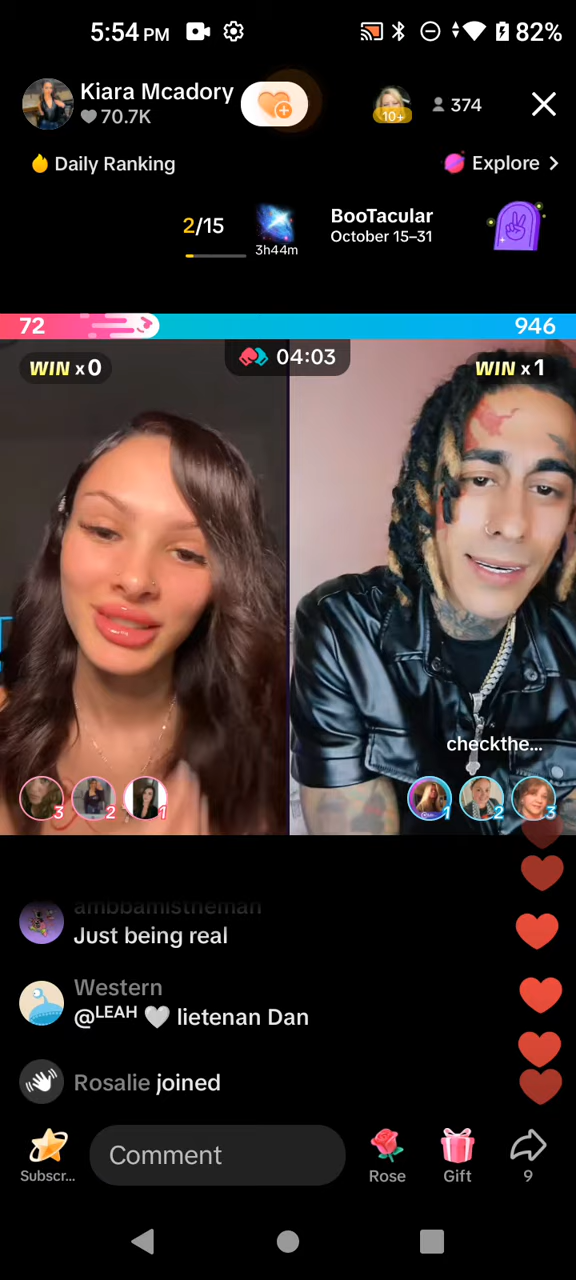 5:54 PM 82%
Kiara Mcadory
70.7K
10+
374
Daily Ranking
Explore
2/15
BooTacular
October 15–31
3h44m
72
946
WIN x0
04:03
WIN x1
checkthe...
3
2
1
1
2
3
ambbamistheman
Just being real
Western
@LEAH 🤍 lietenan Dan
Rosalie joined
Comment
Subscr...
Rose
Gift
9